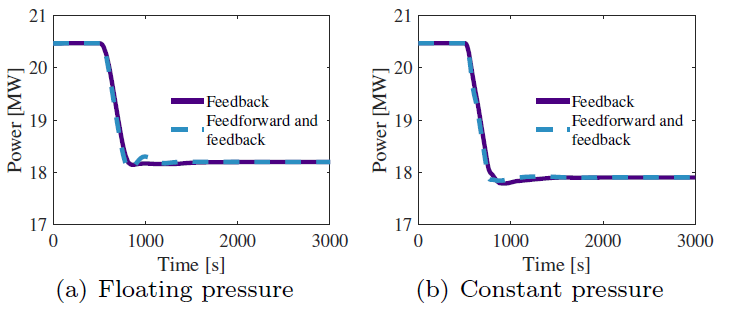 21
20
19
18
17
Power [MW]
Feedback
Feedforward and
feedback
0
1000
2000
3000
Time [s]
(a) Floating pressure
21
20
19
18
17
Power [MW]
Feedback
Feedforward and
feedback
0
1000
2000
3000
Time [s]
(b) Constant pressure